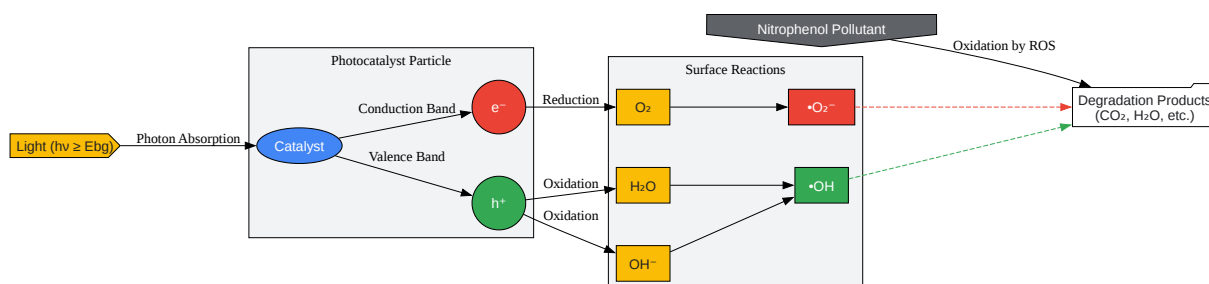 Nitrophenol Pollutant
Oxidation by ROS
Photocatalyst Particle
Surface Reactions
Conduction Band
e⁻
Reduction
O₂
•O₂⁻
Degradation Products
(CO₂, H₂O, etc.)
Light (hν ≥ Ebg)
Photon Absorption
Catalyst
Valence Band
h⁺
Oxidation
H₂O
•OH
Oxidation
OH⁻